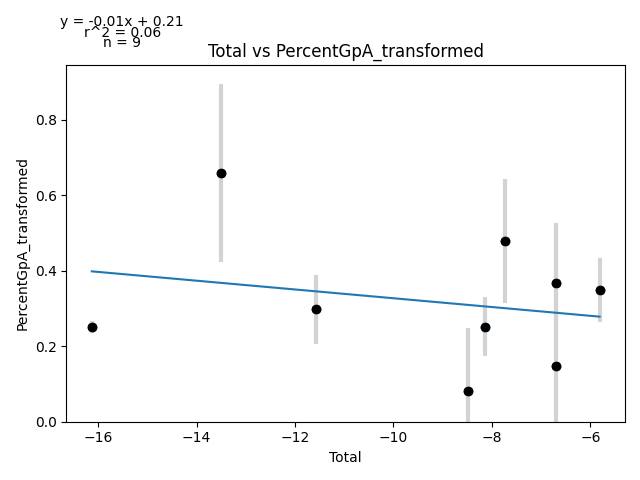 y = -0.01x + 0.21
r^2 = 0.06
n = 9
Total vs PercentGpA_transformed
PercentGpA_transformed
0.8
0.6
0.4
0.2
0.0
−16
−14
−12
−10
−8
−6
Total